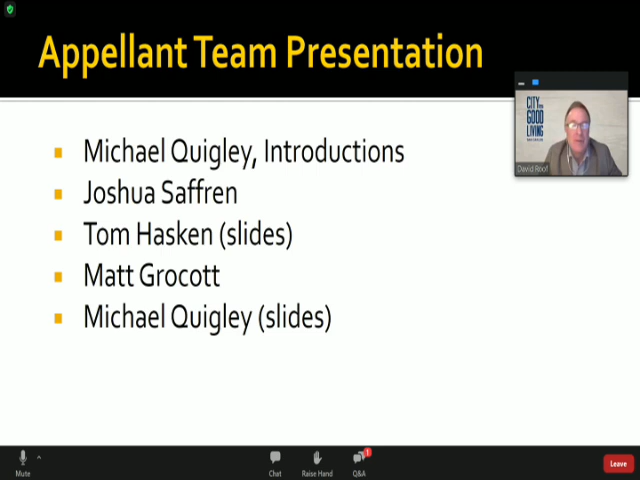 Appellant Team Presentation
Michael Quigley, Introductions
Joshua Saffren
Tom Hasken (slides)
Matt Grocott
Michael Quigley (slides)
CITY
GOOD
LIVING
David Roof
Mute
Chat
Raise Hand
1
Q&A
Leave